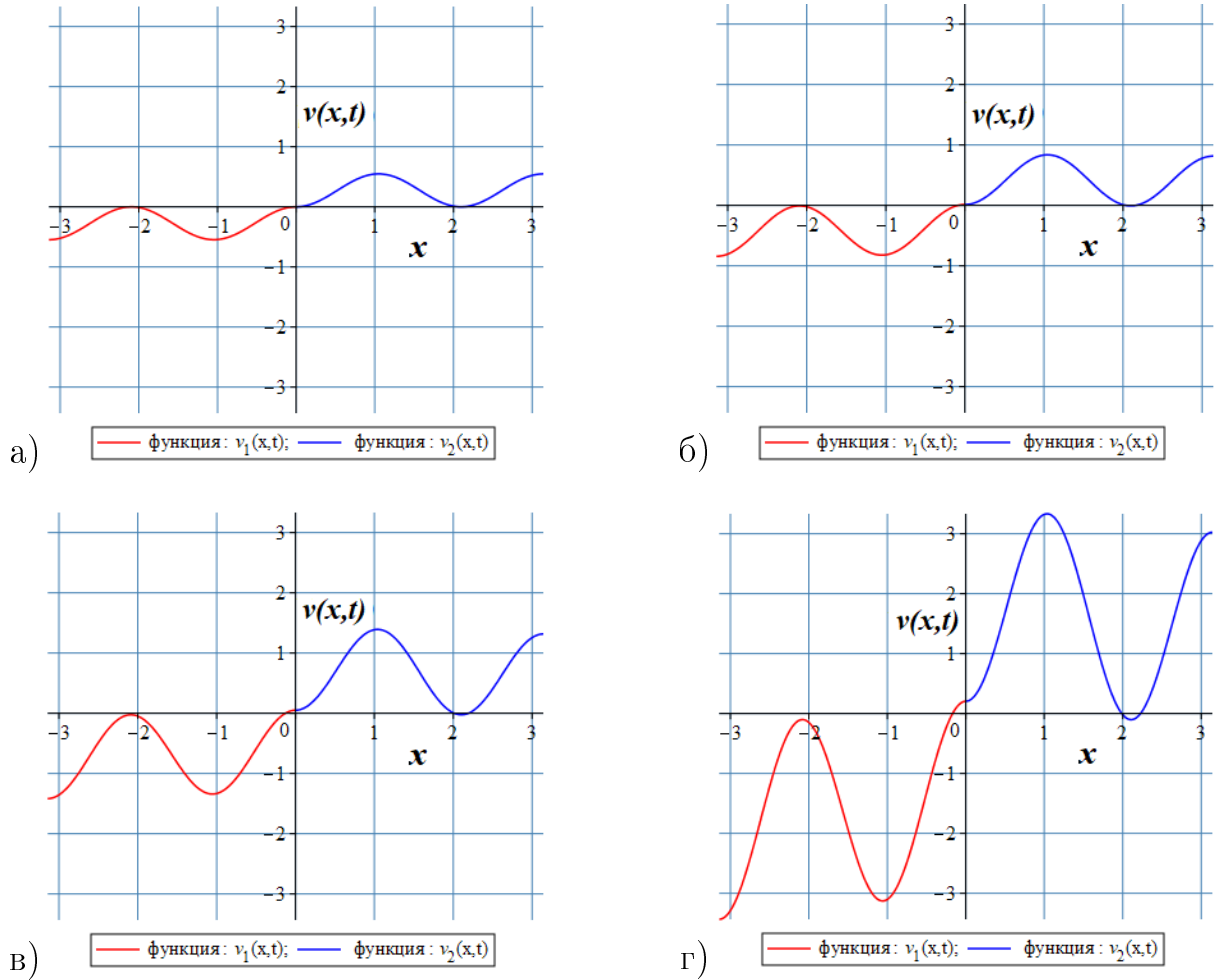 3
2
v(x,t)
1
−3 −2 −1 0 1 2 3
x
−1
−2
−3
а) функция: v₁(x,t); функция: v₂(x,t)
3
2
v(x,t)
1
−3 −2 −1 0 1 2 3
x
−1
−2
−3
б) функция: v₁(x,t); функция: v₂(x,t)
3
2
v(x,t)
1
−3 −2 −1 0 1 2 3
x
−1
−2
−3
в) функция: v₁(x,t); функция: v₂(x,t)
3
2
v(x,t)
1
−3 −2 −1 0 1 2 3
x
−1
−2
−3
г) функция: v₁(x,t); функция: v₂(x,t)